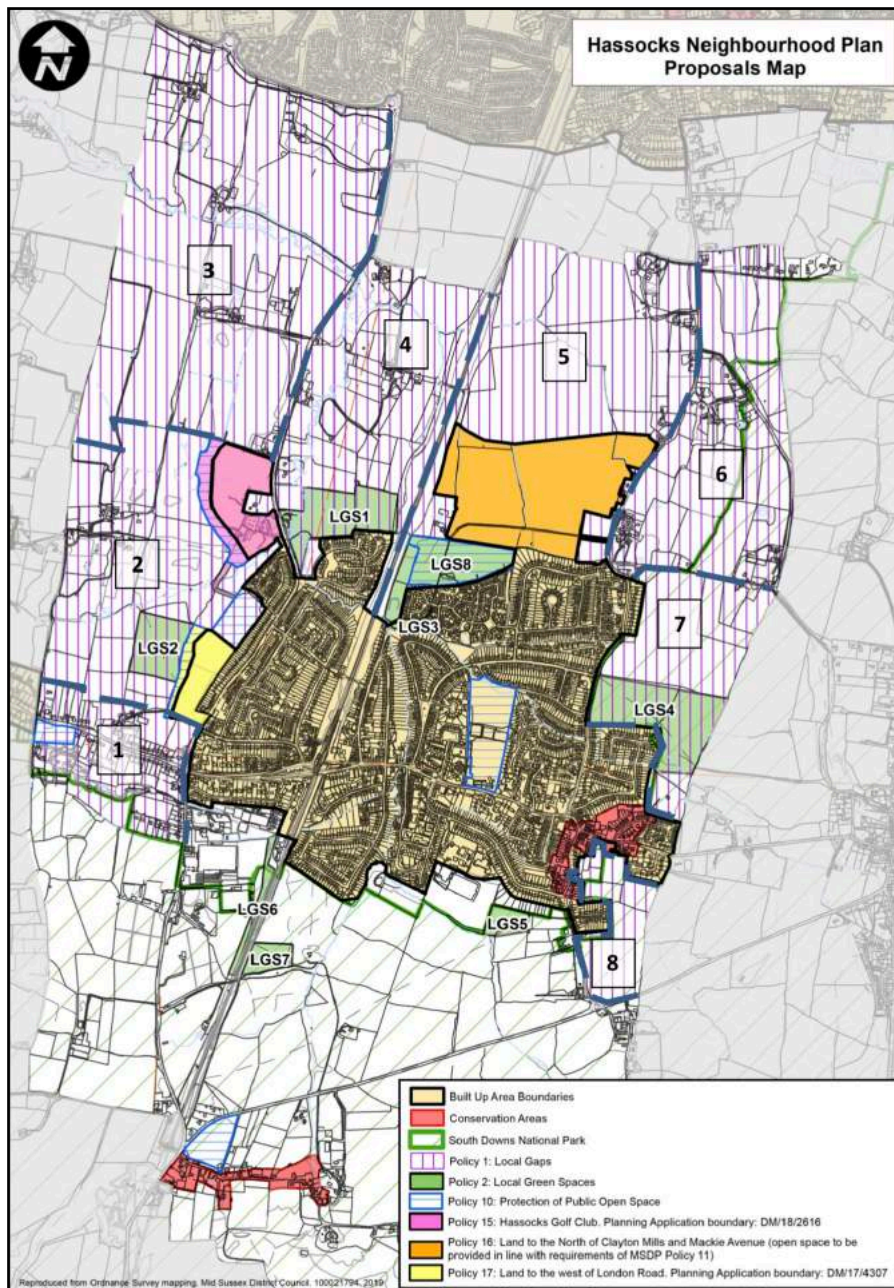 N
Hassocks Neighbourhood Plan
Proposals Map
3
4
5
6
LGS1
2
LGS8
7
LGS3
LGS2
LGS4
1
LGS6
LGS5
LGS7
8
Built Up Area Boundaries
Conservation Areas
South Downs National Park
Policy 1: Local Gaps
Policy 2: Local Green Spaces
Policy 10: Protection of Public Open Space
Policy 15: Hassocks Golf Club. Planning Application boundary: DM/18/2616
Policy 16: Land to the North of Clayton Mills and Mackie Avenue (open space to be
provided in line with requirements of MSDP Policy 11)
Policy 17: Land to the west of London Road. Planning Application boundary: DM/17/4307
Reproduced from Ordnance Survey mapping. Mid Sussex District Council. 100021794. 2019